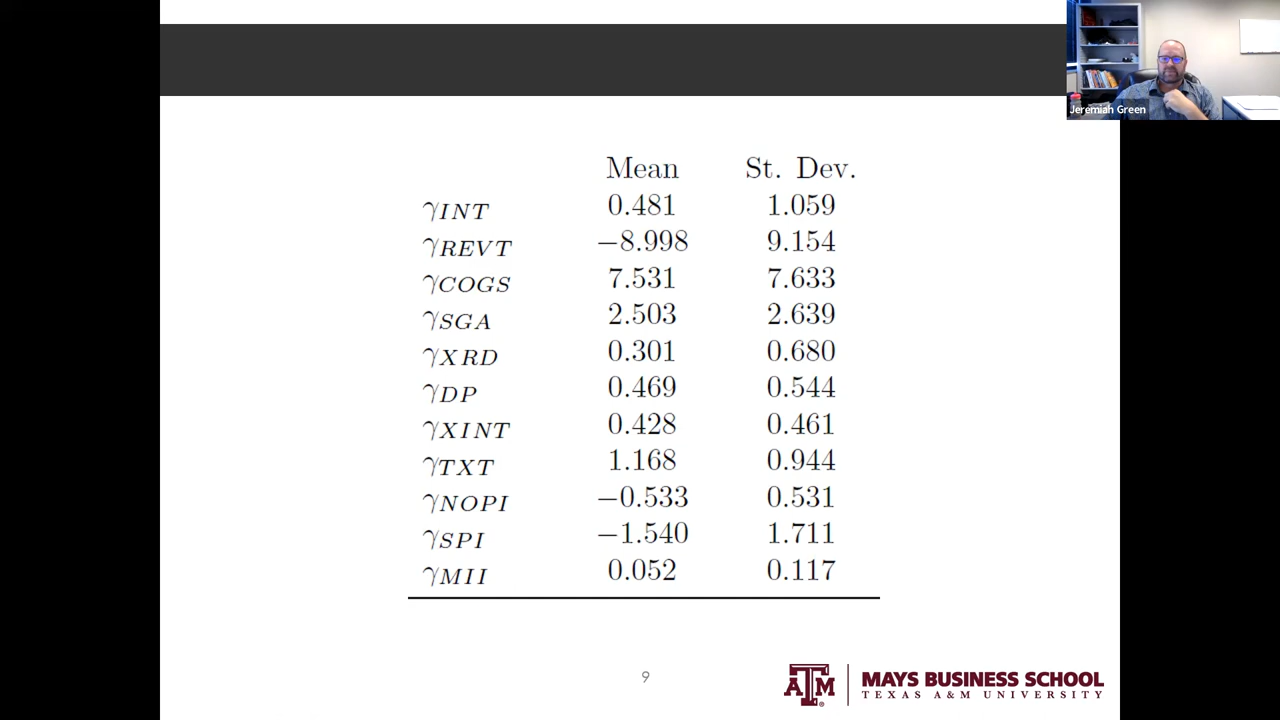 Jeremiah Green
Mean St. Dev.
γINT 0.481 1.059
γREVT −8.998 9.154
γCOGS 7.531 7.633
γSGA 2.503 2.639
γXRD 0.301 0.680
γDP 0.469 0.544
γXINT 0.428 0.461
γTXT 1.168 0.944
γNOPI −0.533 0.531
γSPI −1.540 1.711
γMII 0.052 0.117
9
ATM
MAYS BUSINESS SCHOOL
TEXAS A&M UNIVERSITY